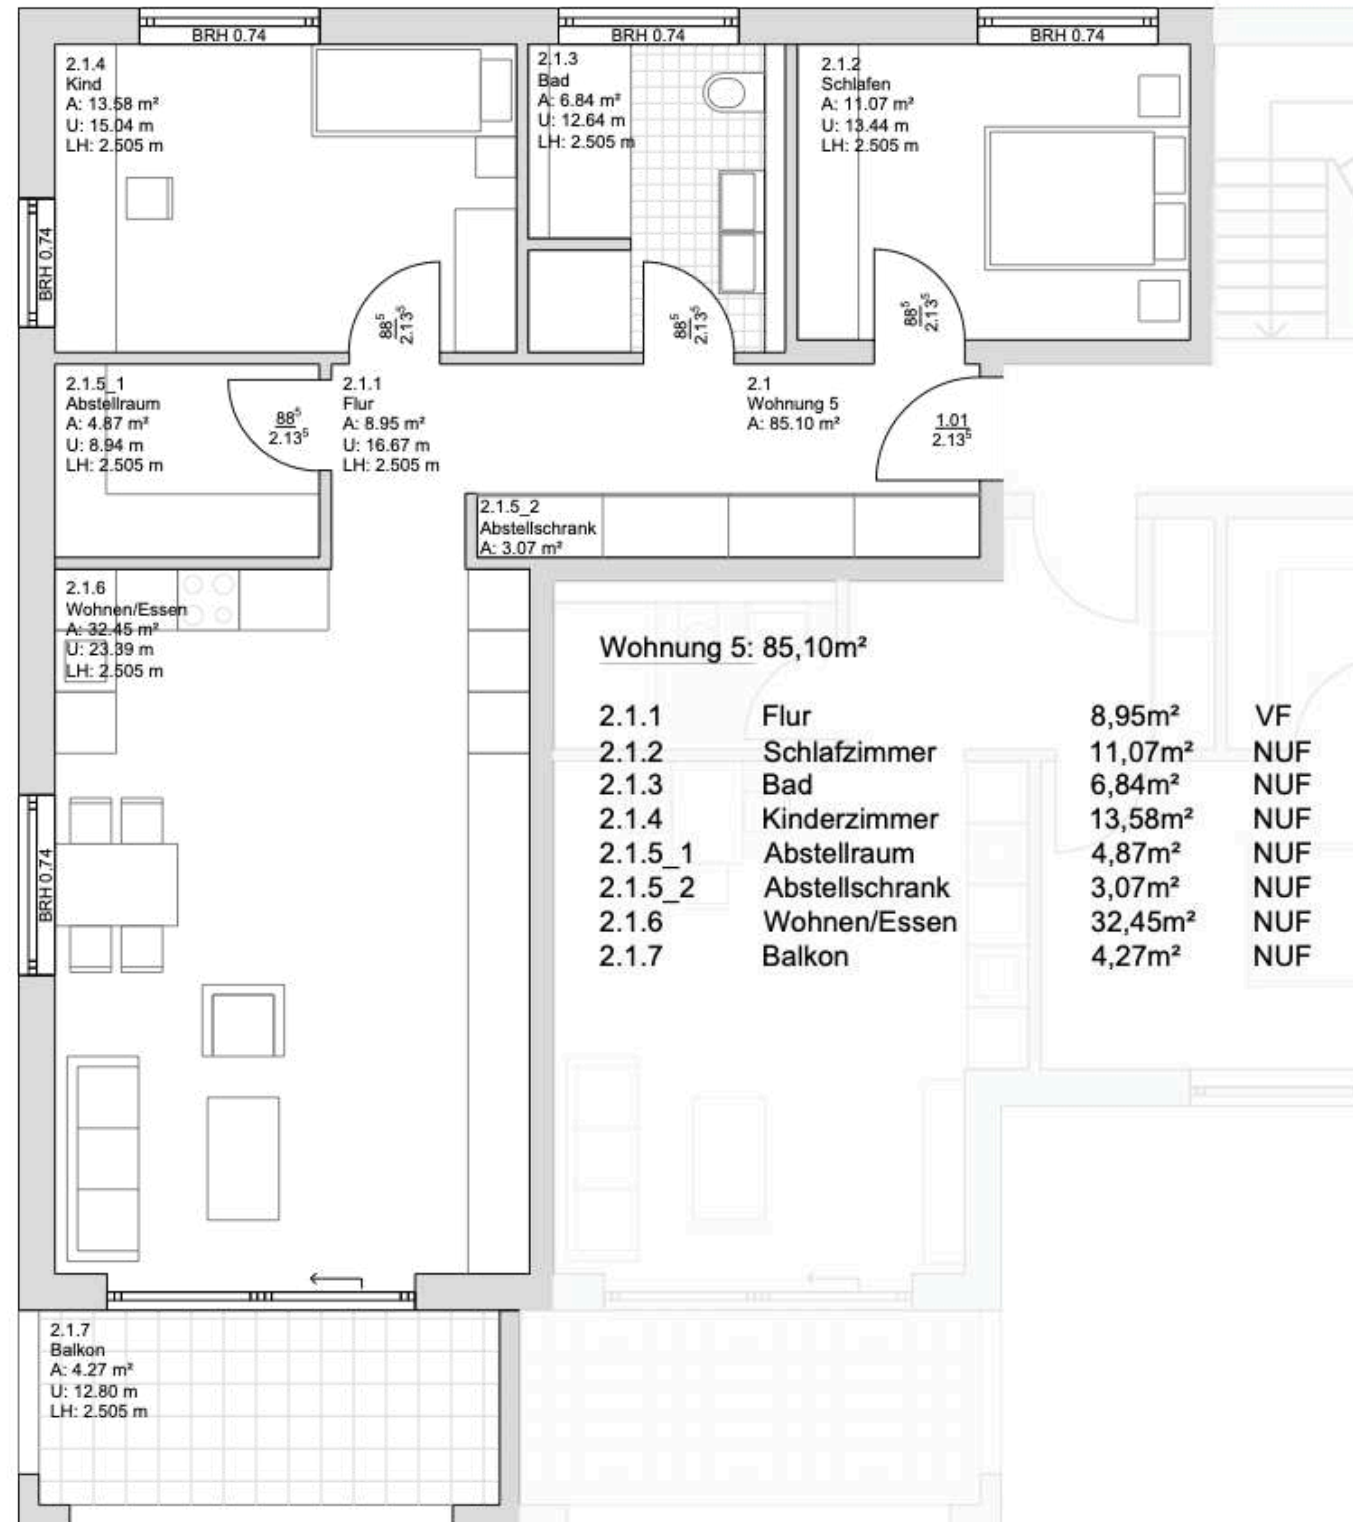 BRH 0.74
BRH 0.74
BRH 0.74
2.1.4
Kind
A: 13.58 m²
U: 15.04 m
LH: 2.505 m
2.1.3
Bad
A: 6.84 m²
U: 12.64 m
LH: 2.505 m
2.1.2
Schlafen
A: 11.07 m²
U: 13.44 m
LH: 2.505 m
BRH 0.74
88⁵
2.13⁵
88⁵
2.13⁵
88⁵
2.13⁵
2.1.5_1
Abstellraum
A: 4.87 m²
U: 8.94 m
LH: 2.505 m
88⁵
2.13⁵
2.1.1
Flur
A: 8.95 m²
U: 16.67 m
LH: 2.505 m
2.1
Wohnung 5
A: 85.10 m²
1.01
2.13⁵
2.1.5_2
Abstellschrank
A: 3.07 m²
2.1.6
Wohnen/Essen
A: 32.45 m²
U: 23.39 m
LH: 2.505 m
Wohnung 5: 85,10m²
2.1.1 Flur 8,95m² VF
2.1.2 Schlafzimmer 11,07m² NUF
2.1.3 Bad 6,84m² NUF
2.1.4 Kinderzimmer 13,58m² NUF
2.1.5_1 Abstellraum 4,87m² NUF
2.1.5_2 Abstellschrank 3,07m² NUF
2.1.6 Wohnen/Essen 32,45m² NUF
2.1.7 Balkon 4,27m² NUF
BRH 0.74
2.1.7
Balkon
A: 4.27 m²
U: 12.80 m
LH: 2.505 m